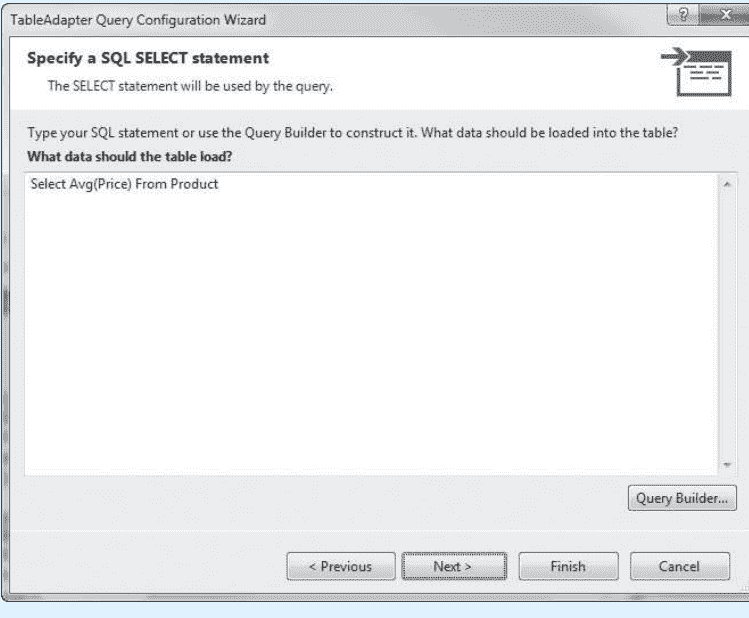 TableAdapter Query Configuration Wizard
?
Specify a SQL SELECT statement
The SELECT statement will be used by the query.
Type your SQL statement or use the Query Builder to construct it. What data should be loaded into the table?
What data should the table load?
Select Avg(Price) From Product
Query Builder...
< Previous Next > Finish Cancel